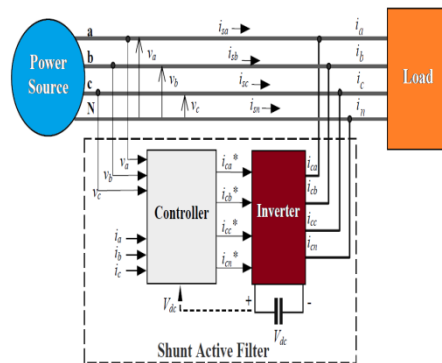 a
i_sa
i_a
Power
Source
b
v_a
i_sb
i_b
Load
c
v_b
i_sc
i_c
N
v_c
i_sn
i_n
v_a
v_b
v_c
i_a
i_b
i_c
Controller
i_ca*
i_cb*
i_cc*
i_cn*
Inverter
i_ca
i_cb
i_cc
i_cn
V_dc
+
-
V_dc
Shunt Active Filter